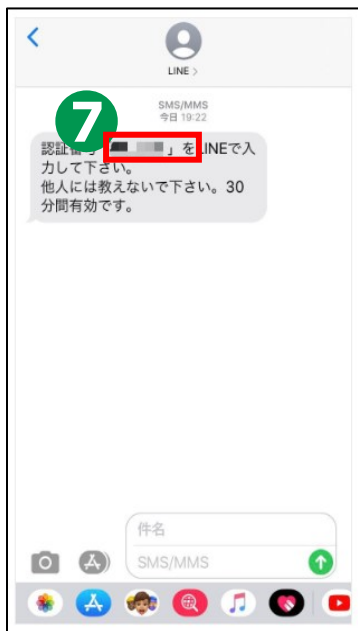 LINE >
SMS/MMS
今日 19:22
7
認証番号「 」をLINEで入
力して下さい。
他人には教えないで下さい。30
分間有効です。
件名
SMS/MMS